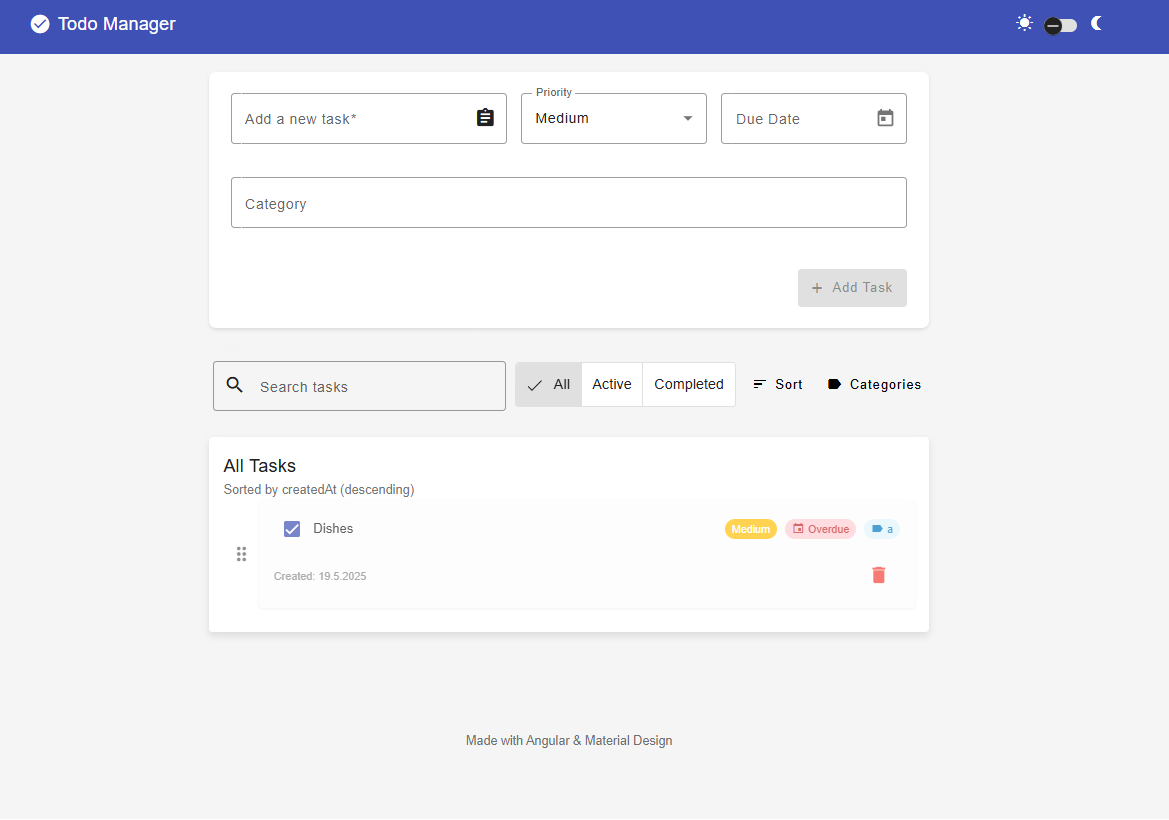 Todo Manager
Priority
Add a new task*
Medium
Due Date
Category
+ Add Task
Search tasks
All
Active
Completed
Sort
Categories
All Tasks
Sorted by createdAt (descending)
Dishes
Medium
Overdue
a
Created: 19.5.2025
Made with Angular & Material Design